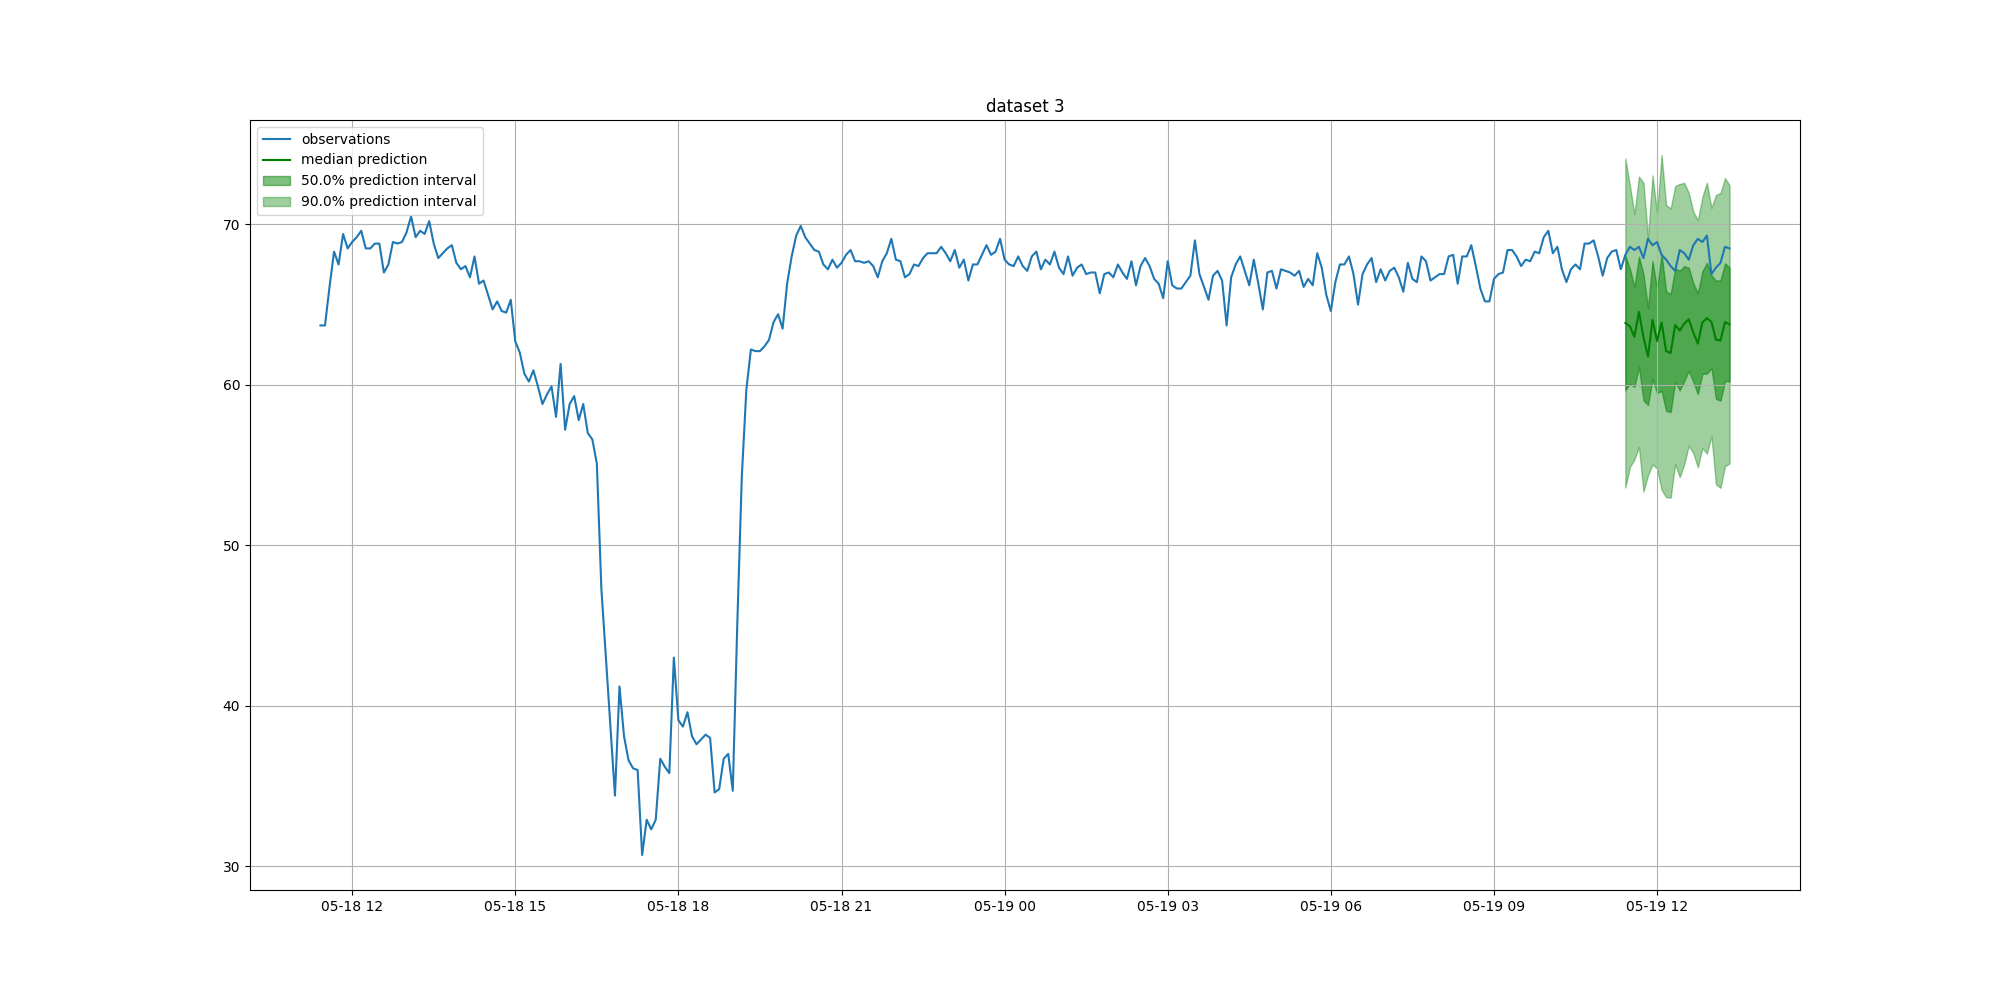 dataset 3
observations
median prediction
50.0% prediction interval
90.0% prediction interval
70
60
50
40
30
05-18 12
05-18 15
05-18 18
05-18 21
05-19 00
05-19 03
05-19 06
05-19 09
05-19 12